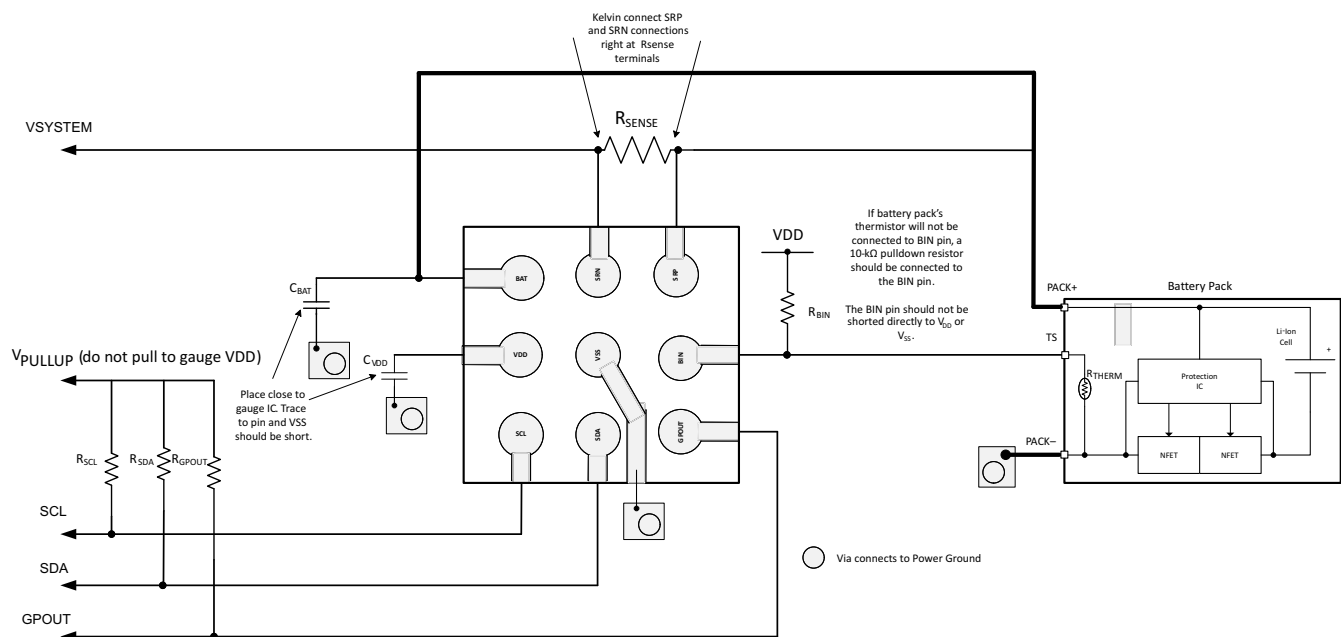 Kelvin connect SRP
and SRN connections
right at Rsense
terminals
VSYSTEM
RSENSE
If battery pack's
thermistor will not be
connected to BIN pin, a
10-kΩ pulldown resistor
should be connected to
the BIN pin.
The BIN pin should not be
shorted directly to VDD or
VSS.
VDD
RBIN
BAT
SRN
SRP
CBAT
PACK+
Battery Pack
TS
Li-Ion
Cell
+
RTHERM
Protection
IC
NFET
NFET
PACK–
VPULLUP (do not pull to gauge VDD)
CVDD
VDD
VSS
BIN
Place close to
gauge IC. Trace
to pin and VSS
should be short.
SCL
SDA
GPOUT
RSCL
RSDA
RGPOUT
SCL
SDA
GPOUT
Via connects to Power Ground